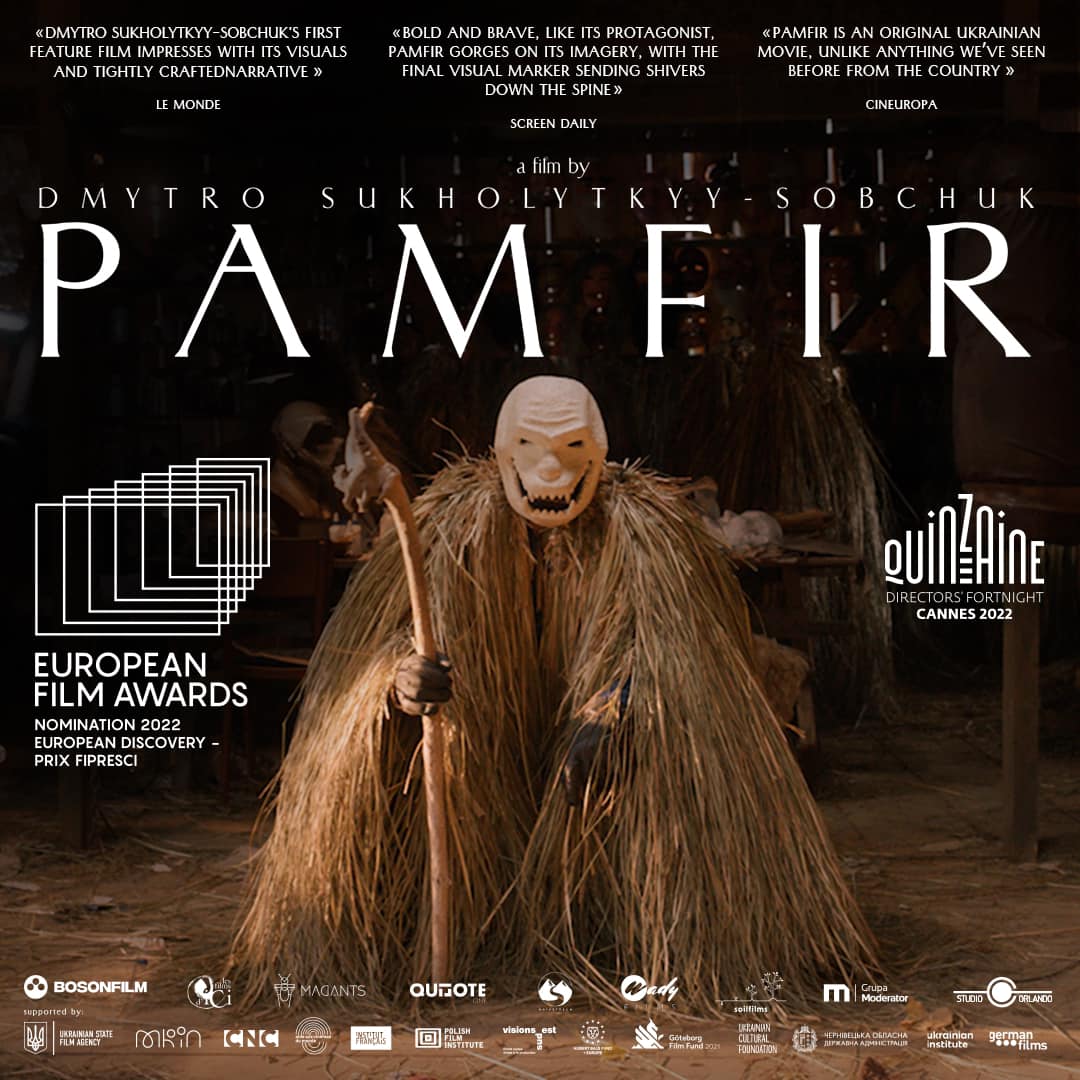 «DMYTRO SUKHOLYTKYY-SOBCHUK'S FIRST
FEATURE FILM IMPRESSES WITH ITS VISUALS
AND TIGHTLY CRAFTEDNARRATIVE »
LE MONDE
«BOLD AND BRAVE, LIKE ITS PROTAGONIST,
PAMFIR GORGES ON ITS IMAGERY, WITH THE
FINAL VISUAL MARKER SENDING SHIVERS
DOWN THE SPINE»
SCREEN DAILY
«PAMFIR IS AN ORIGINAL UKRAINIAN
MOVIE, UNLIKE ANYTHING WE'VE SEEN
BEFORE FROM THE COUNTRY »
CINEUROPA
a film by
DMYTRO SUKHOLYTKYY-SOBCHUK
PAMFIR
EUROPEAN
FILM AWARDS
NOMINATION 2022
EUROPEAN DISCOVERY –
PRIX FIPRESCI
QUINZAINE
DIRECTORS' FORTNIGHT
CANNES 2022
BOSONFILM
les films d'Ici
MAGANTS
QUIJOTE
Mady
soilfilms
m Grupa
Moderator
STUDIO ORLANDO
supported by:
UKRAINIAN STATE
FILM AGENCY
CNC
INSTITUT
FRANÇAIS
POLISH
FILM
INSTITUTE
visions_est
sud
Göteborg
Film Fund 2021
UKRAINIAN
CULTURAL
FOUNDATION
ЧЕРНІВЕЦЬКА ОБЛАСНА
ДЕРЖАВНА АДМІНІСТРАЦІЯ
ukrainian
institute
german
films